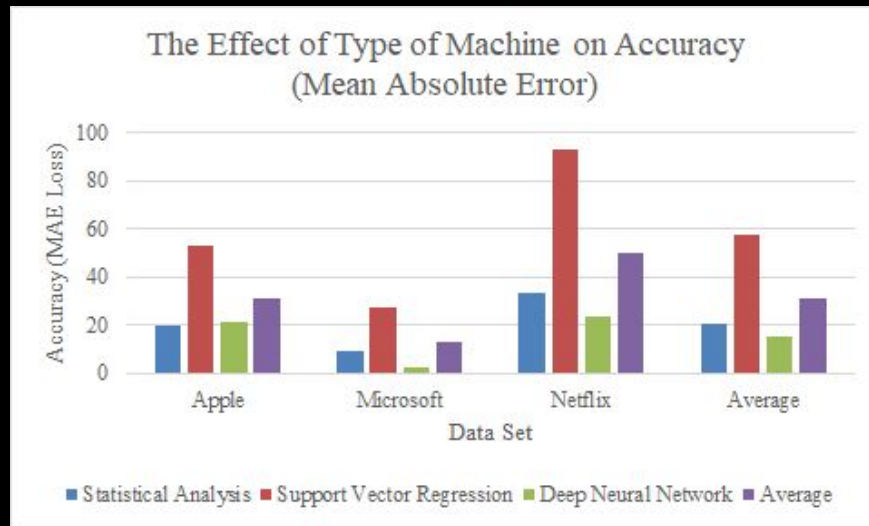 The Effect of Type of Machine on Accuracy
(Mean Absolute Error)
Accuracy (MAE Loss)
100
80
60
40
20
0
Apple Microsoft Netflix Average
Data Set
Statistical Analysis Support Vector Regression Deep Neural Network Average